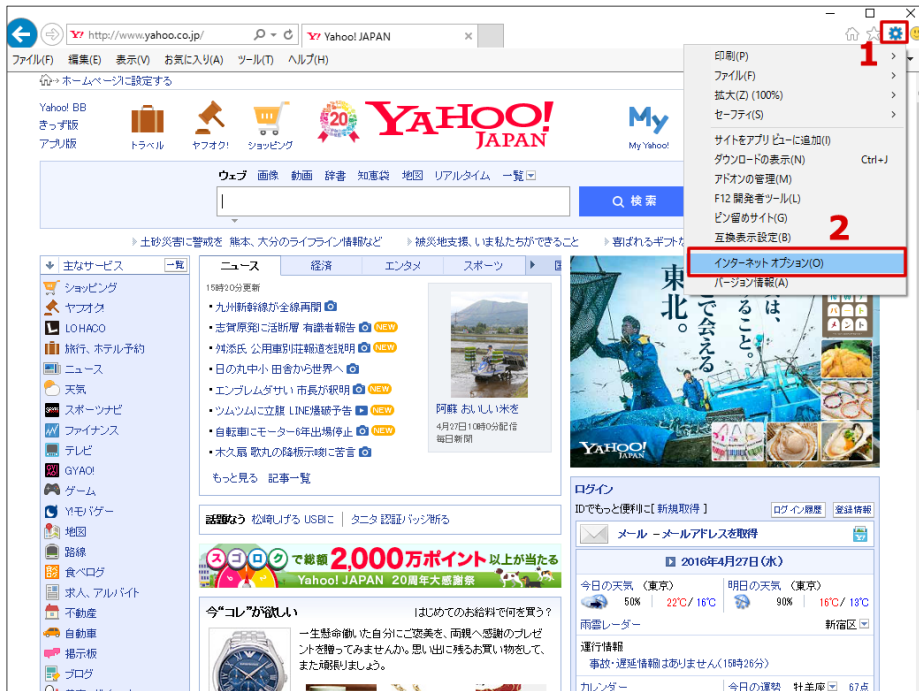 http://www.yahoo.co.jp/
Yahoo! JAPAN
1
ファイル(F) 編集(E) 表示(V) お気に入り(A) ツール(T) ヘルプ(H)
印刷(P)
ファイル(F)
拡大(Z) (100%)
セーフティ(S)
サイトをアプリ ビューに追加(I)
ダウンロードの表示(N) Ctrl+J
アドオンの管理(M)
F12 開発者ツール(L)
ピン留めサイト(G)
互換表示設定(B)
2
インターネット オプション(O)
バージョン情報(A)
ホームページに設定する
Yahoo! BB
きっず版
アプリ版
トラベル
ヤフオク!
ショッピング
20
YAHOO!
JAPAN
My
My Yahoo!
ウェブ 画像 動画 辞書 知恵袋 地図 リアルタイム 一覧
検索
土砂災害に警戒を 熊本、大分のライフライン情報など
被災地支援、いま私たちができること
喜ばれるギフト
主なサービス 一覧
ショッピング
ヤフオク!
LOHACO
旅行、ホテル予約
ニュース
天気
スポーツナビ
ファイナンス
テレビ
GYAO!
ゲーム
Y!モバゲー
地図
路線
食べログ
求人、アルバイト
不動産
自動車
掲示板
ブログ
ニュース 経済 エンタメ スポーツ
15時20分更新
九州新幹線が全線再開
志賀原発に活断層 有識者報告 NEW
舛添氏 公用車別荘報道を説明 NEW
日の丸中小 田舎から世界へ
エンブレムダサい 市長が釈明 NEW
ツムツムに立腹 LINE爆破予告 NEW
自転車にモーター6年出場停止 NEW
木久扇 歌丸の降板示唆に苦言
もっと見る 記事一覧
阿蘇 おいしい米を
4月27日10時0分配信
毎日新聞
話題なう 松崎しげる USBに タニタ 認証バッジ断る
スゴロクで総額2,000万ポイント以上が当たる
Yahoo! JAPAN 20周年大感謝祭
今“コレ”が欲しい はじめてのお給料で何を買う?
一生懸命働いた自分にご褒美を、両親へ感謝のプレゼ
ントを贈ってみませんか。思い出に残るお買い物をして、
また頑張りましょう。
東北。
で会える
ること。
は、
パート
メント
YAHOO!
JAPAN
ログイン
IDでもっと便利に[ 新規取得 ] ログイン履歴 登録情報
メール -メールアドレスを取得
2016年4月27日(水)
今日の天気 (東京) 明日の天気 (東京)
50% 22℃/ 16℃ 90% 16℃/ 13℃
雨雲レーダー 新宿区
運行情報
事故・遅延情報はありません(15時26分)
カレンダー 今日の運勢 牡羊座 67点